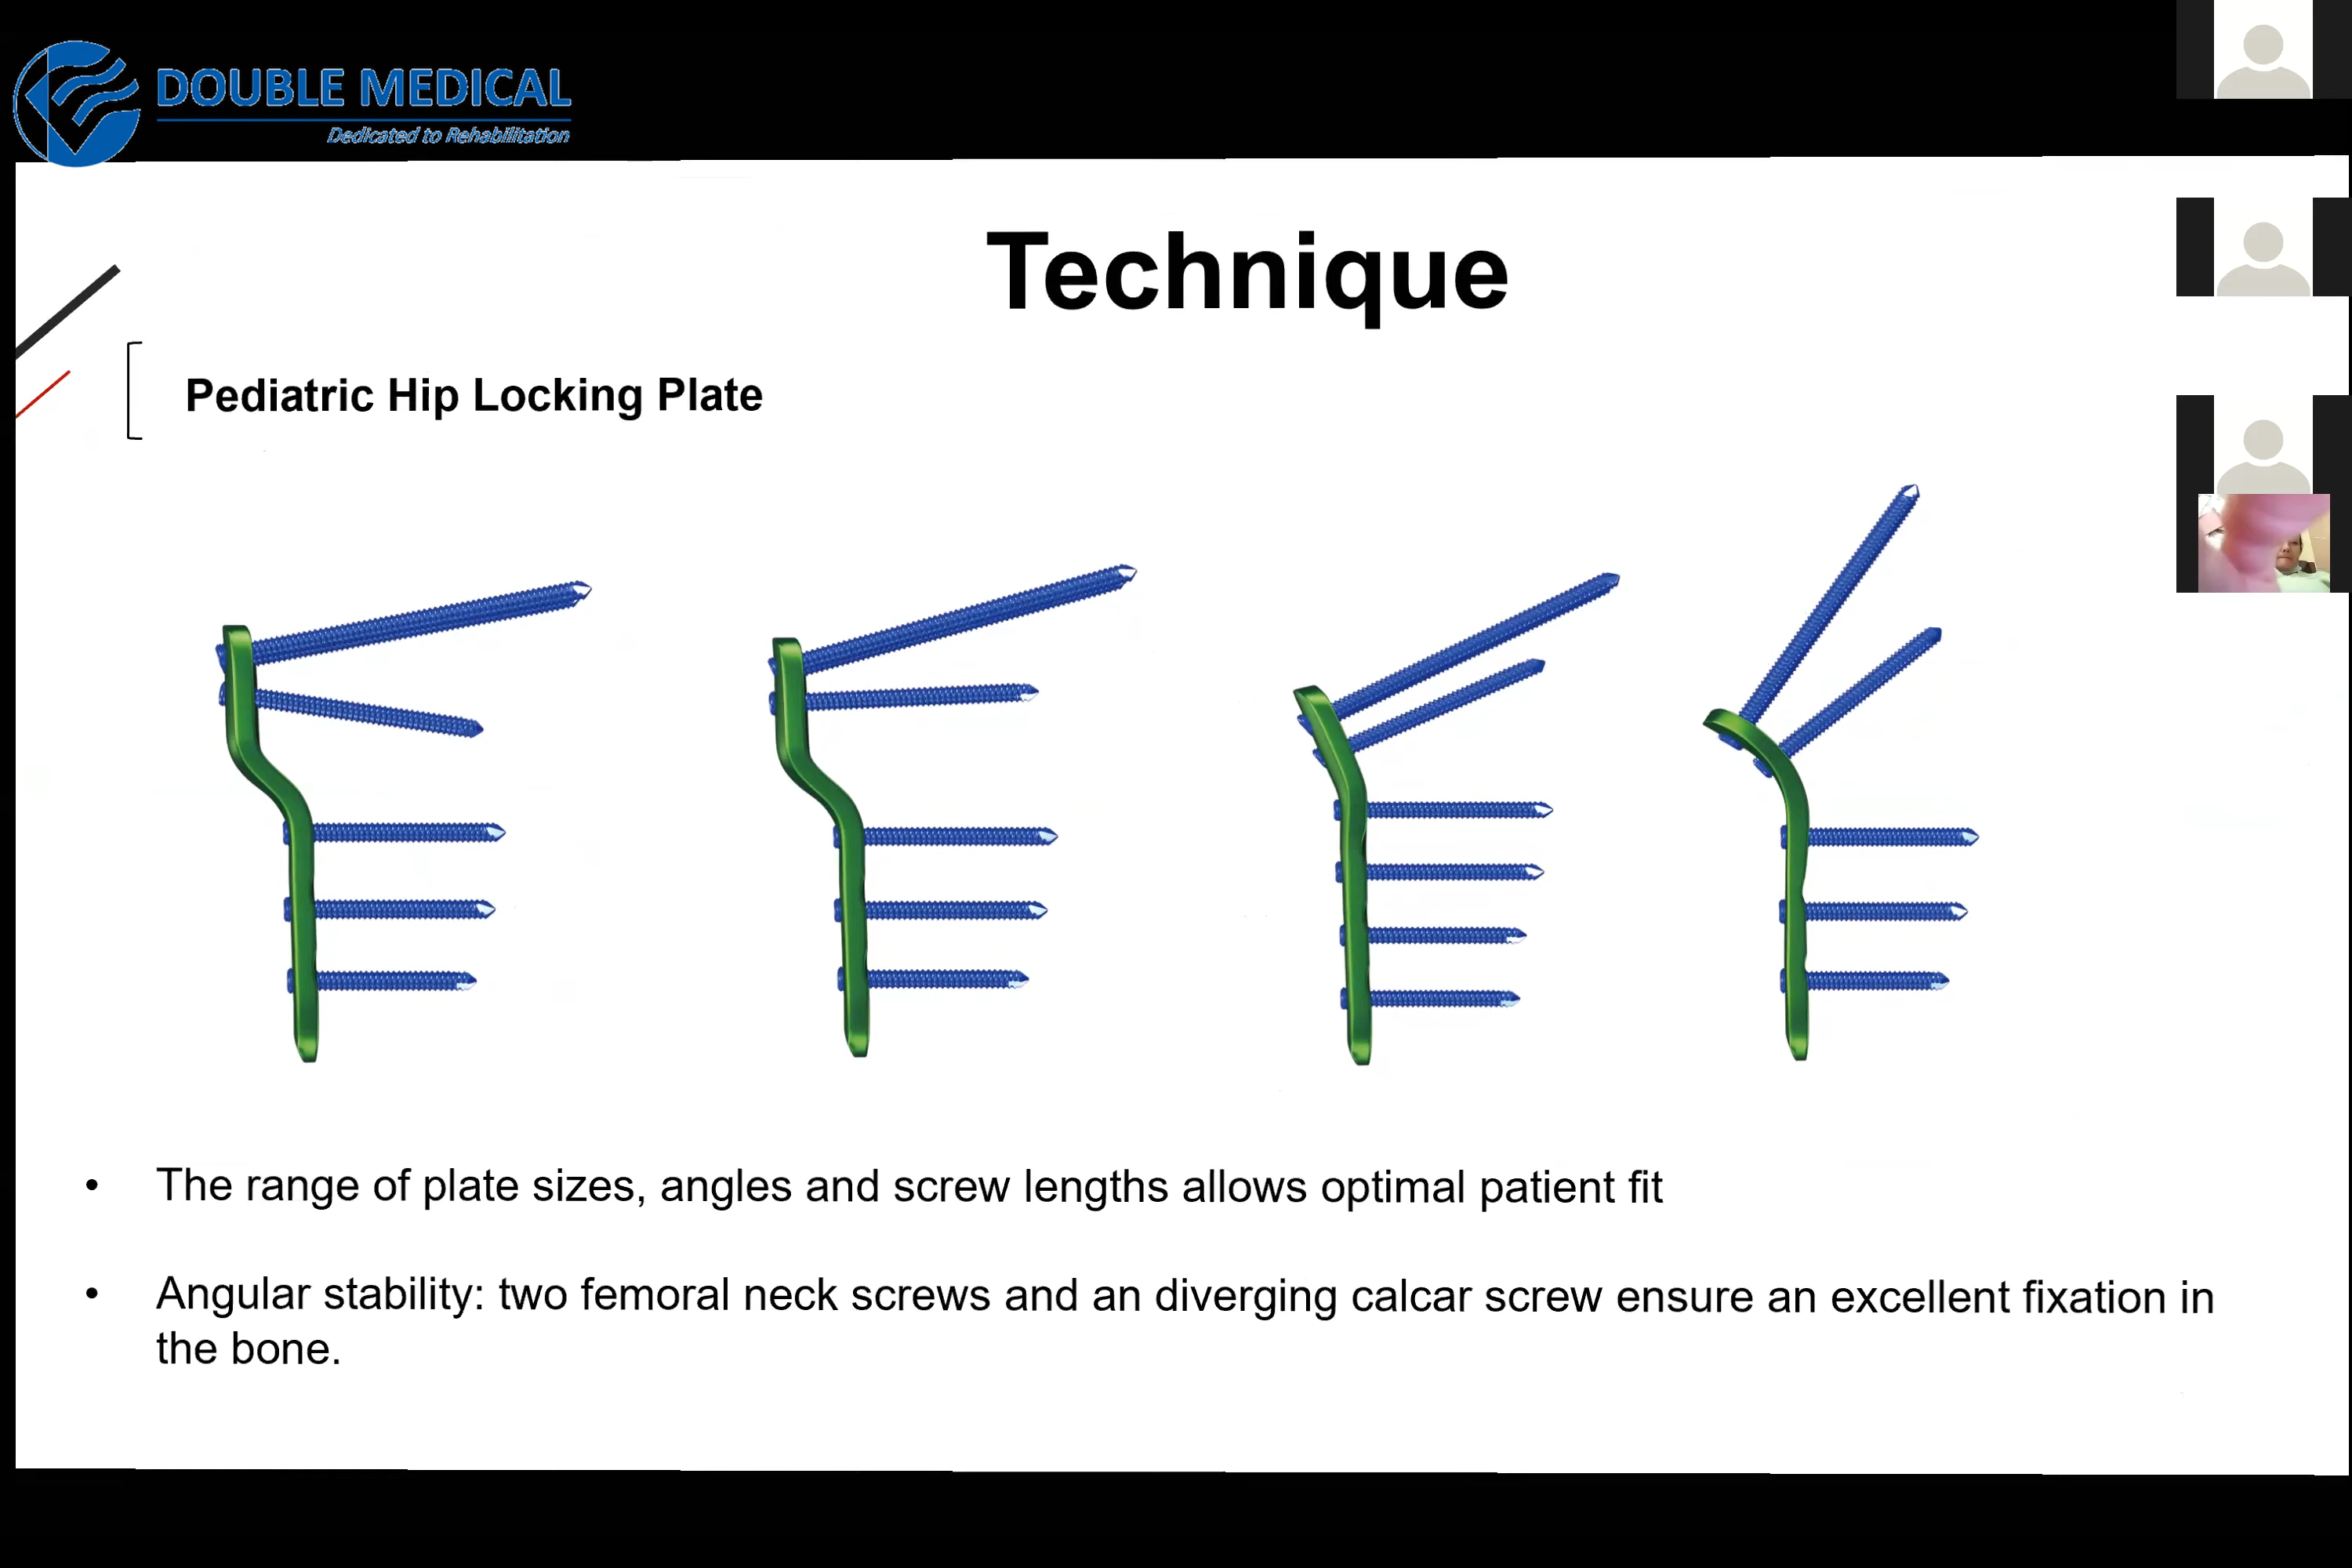 DOUBLE MEDICAL
Dedicated to Rehabilitation
Technique
Pediatric Hip Locking Plate
• The range of plate sizes, angles and screw lengths allows optimal patient fit
• Angular stability: two femoral neck screws and an diverging calcar screw ensure an excellent fixation in
the bone.